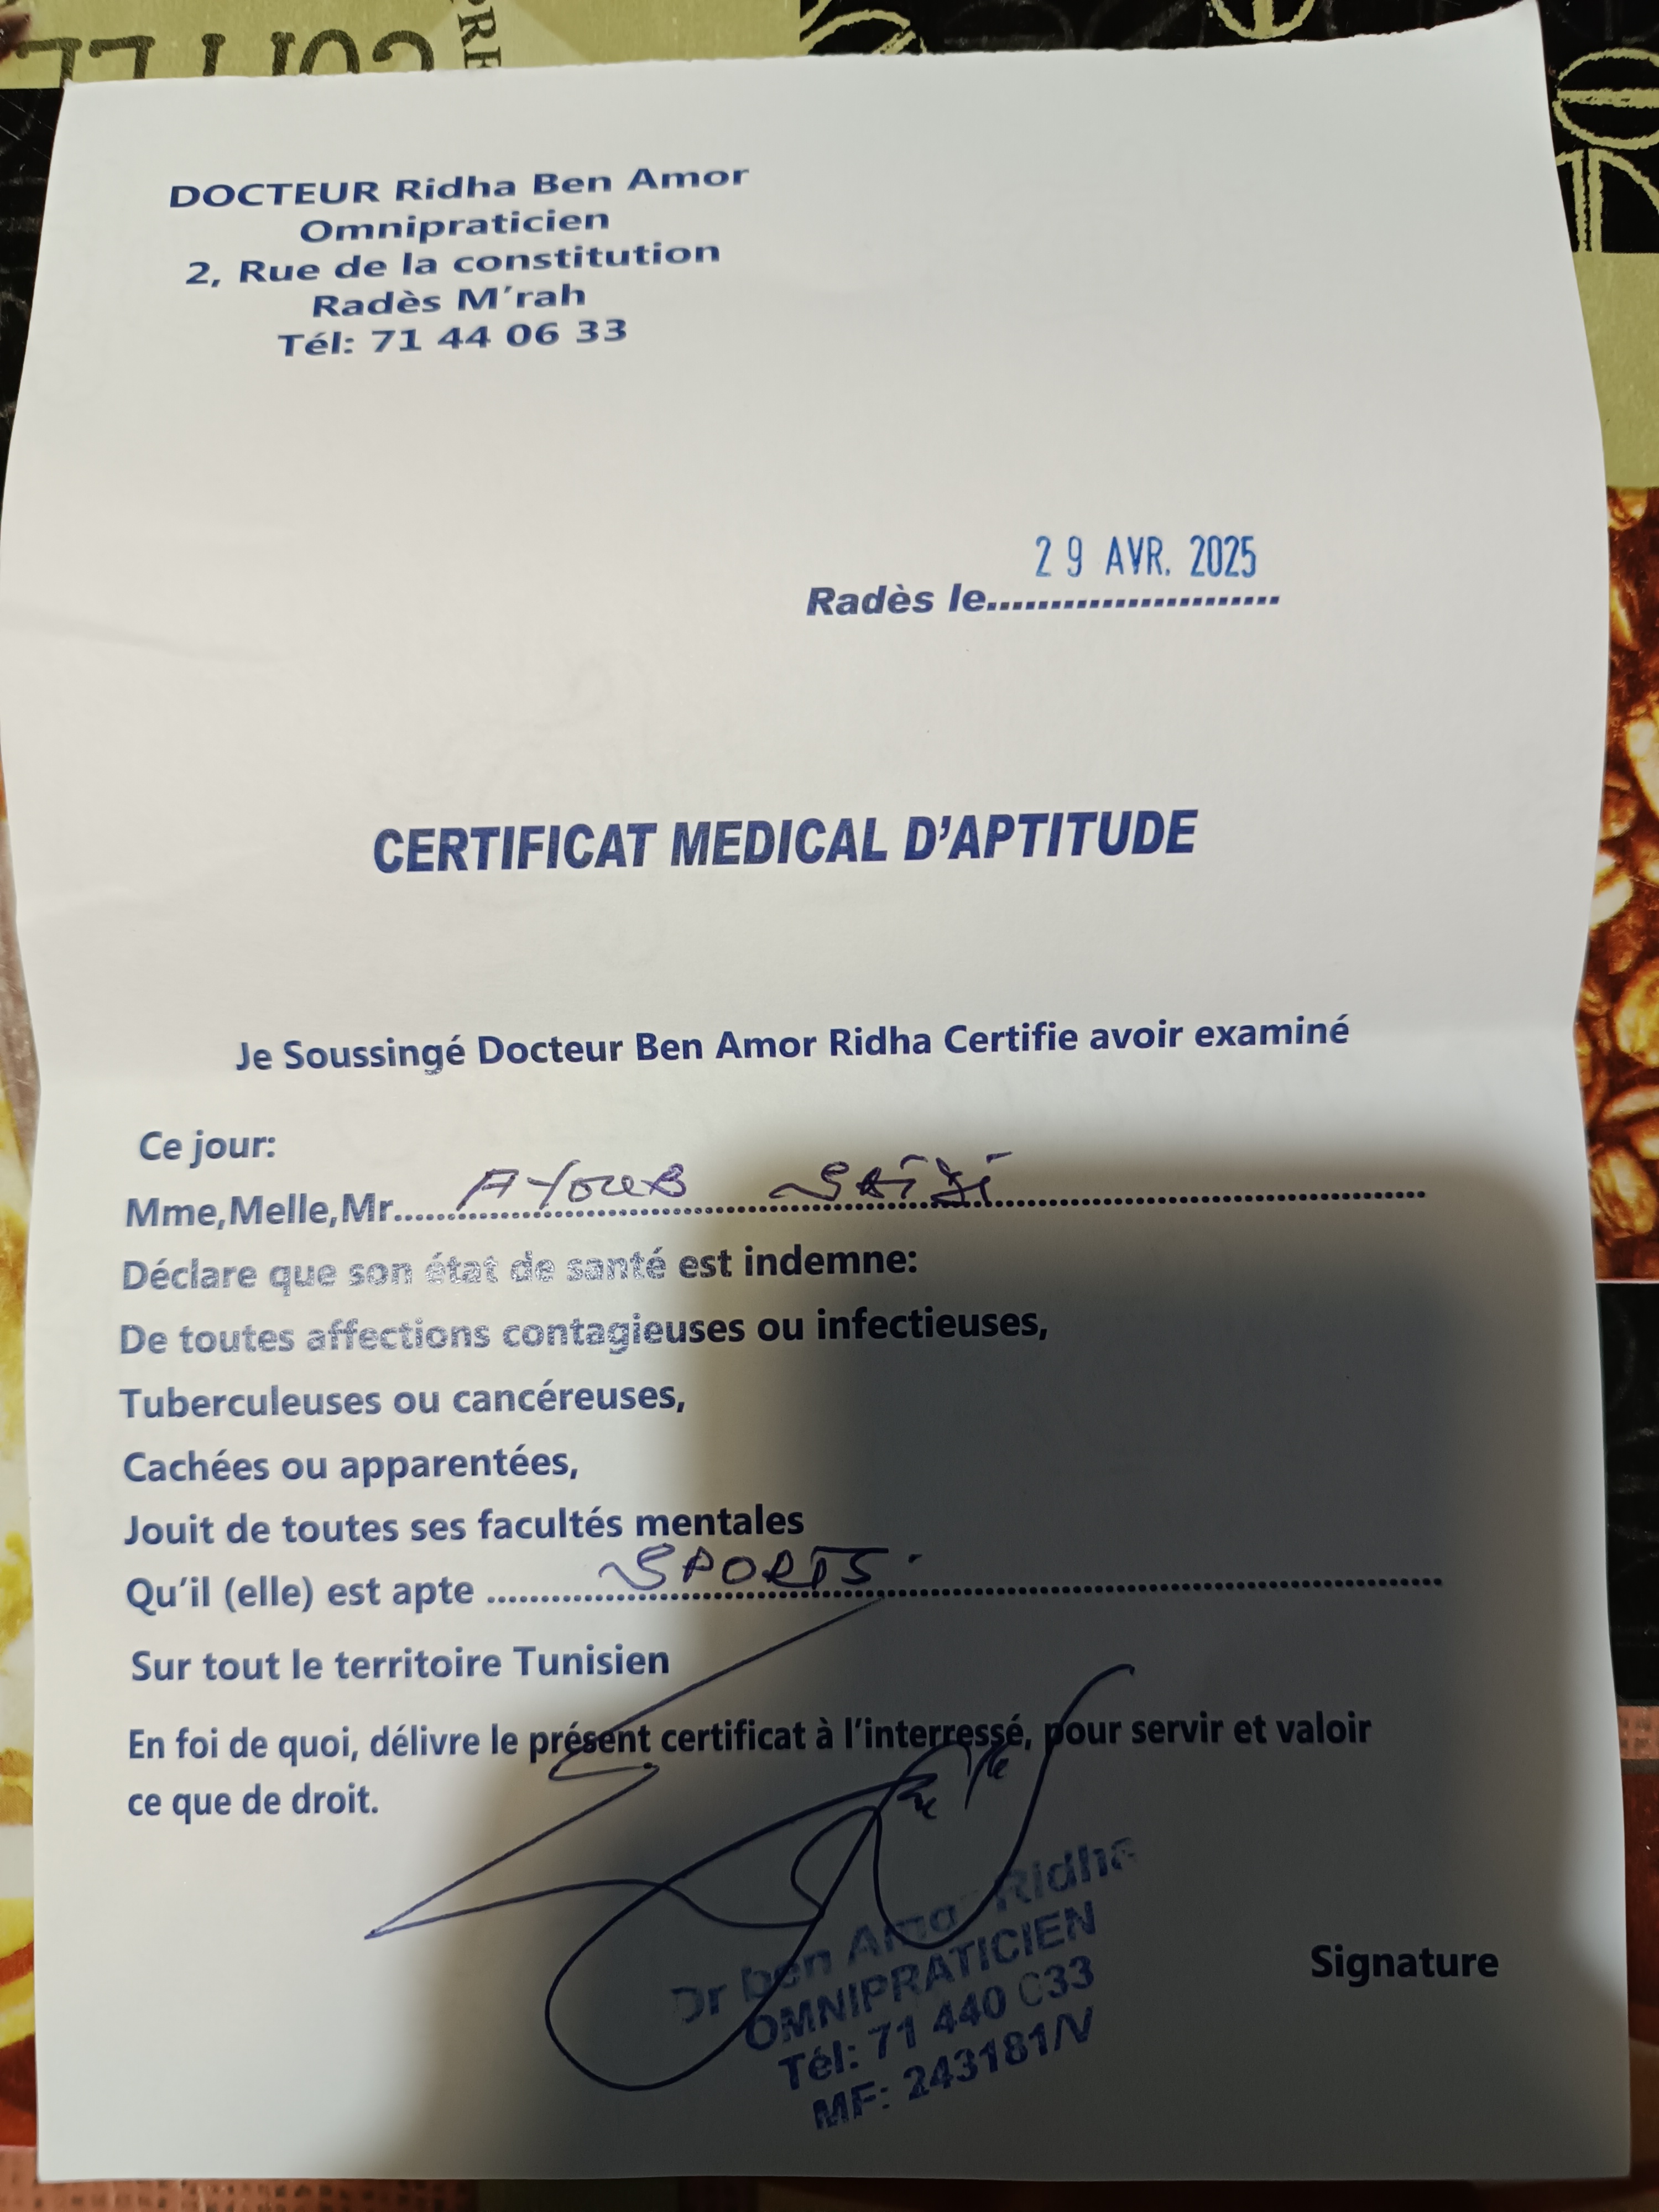 DOCTEUR Ridha Ben Amor
Omnipraticien
2, Rue de la constitution
Radès M'rah
Tél: 71 44 06 33
29 AVR. 2025
Radès le.......................
CERTIFICAT MEDICAL D'APTITUDE
Je Soussingé Docteur Ben Amor Ridha Certifie avoir examiné
Ce jour:
Mme,Melle,Mr..... AYOUB
Déclare que son état de santé est indemne:
De toutes affections contagieuses ou infectieuses,
Tuberculeuses ou cancéreuses,
Cachées ou apparentées,
Jouit de toutes ses facultés mentales
Qu'il (elle) est apte ..... SPORTS.
Sur tout le territoire Tunisien
En foi de quoi, délivre le présent certificat à l'interressé, pour servir et valoir
ce que de droit.
Dr ben Amor Ridha
OMNIPRATICIEN
Tél: 71 440 633
MF: 243181/V
Signature